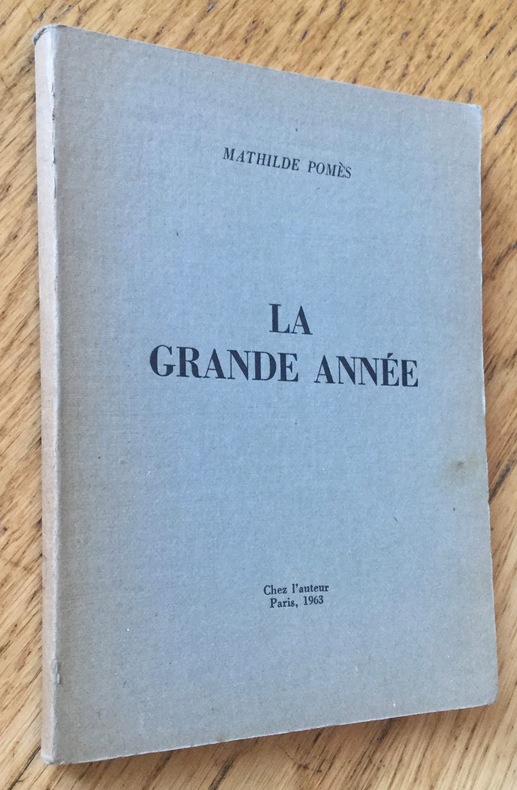 MATHILDE POMÈS
LA
GRANDE ANNÉE
Chez l'auteur
Paris, 1963